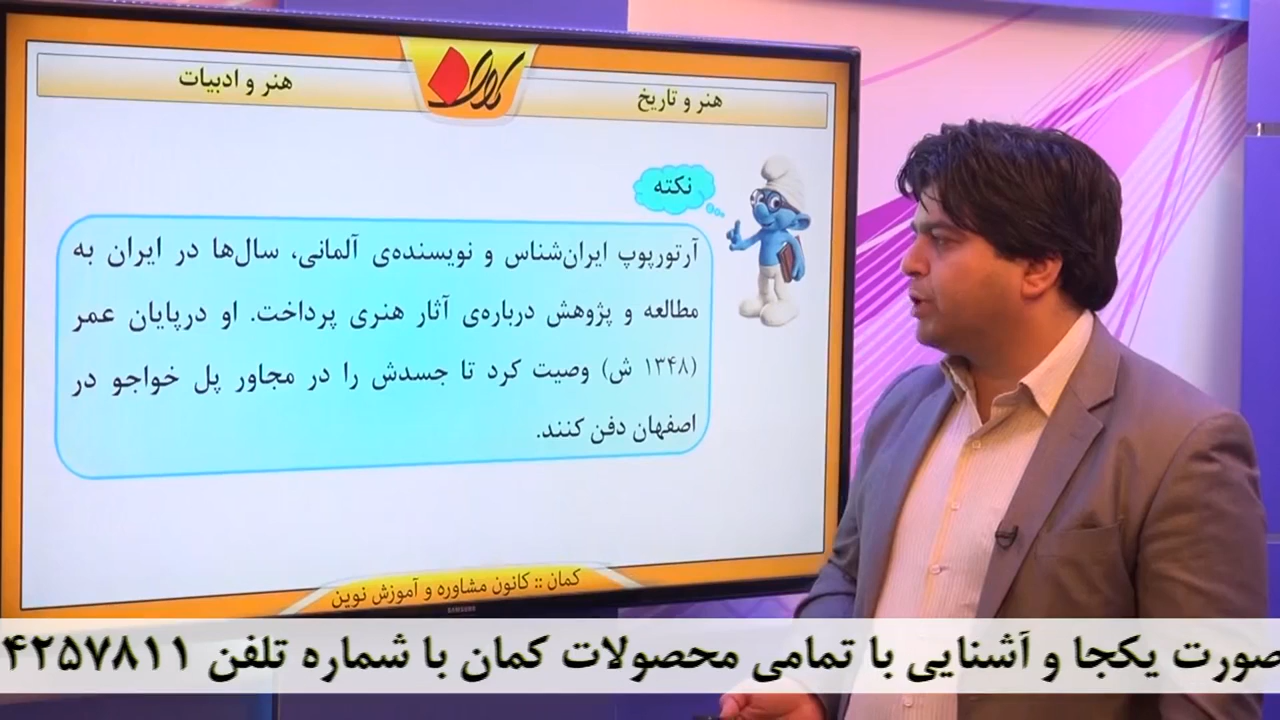 هنر و تاریخ
هنر و ادبیات
کمان
نکته
آرتورپوپ ایران‌شناس و نویسنده‌ی آلمانی، سال‌ها در ایران به
مطالعه و پژوهش درباره‌ی آثار هنری پرداخت. او درپایان عمر
(۱۳۴۸ ش) وصیت کرد تا جسدش را در مجاور پل خواجو در
اصفهان دفن کنند.
کمان :: کانون مشاوره و آموزش نوین
SAMSUNG
صورت یکجا و آشنایی با تمامی محصولات کمان با شماره تلفن ۴۲۵۷۸۱۱